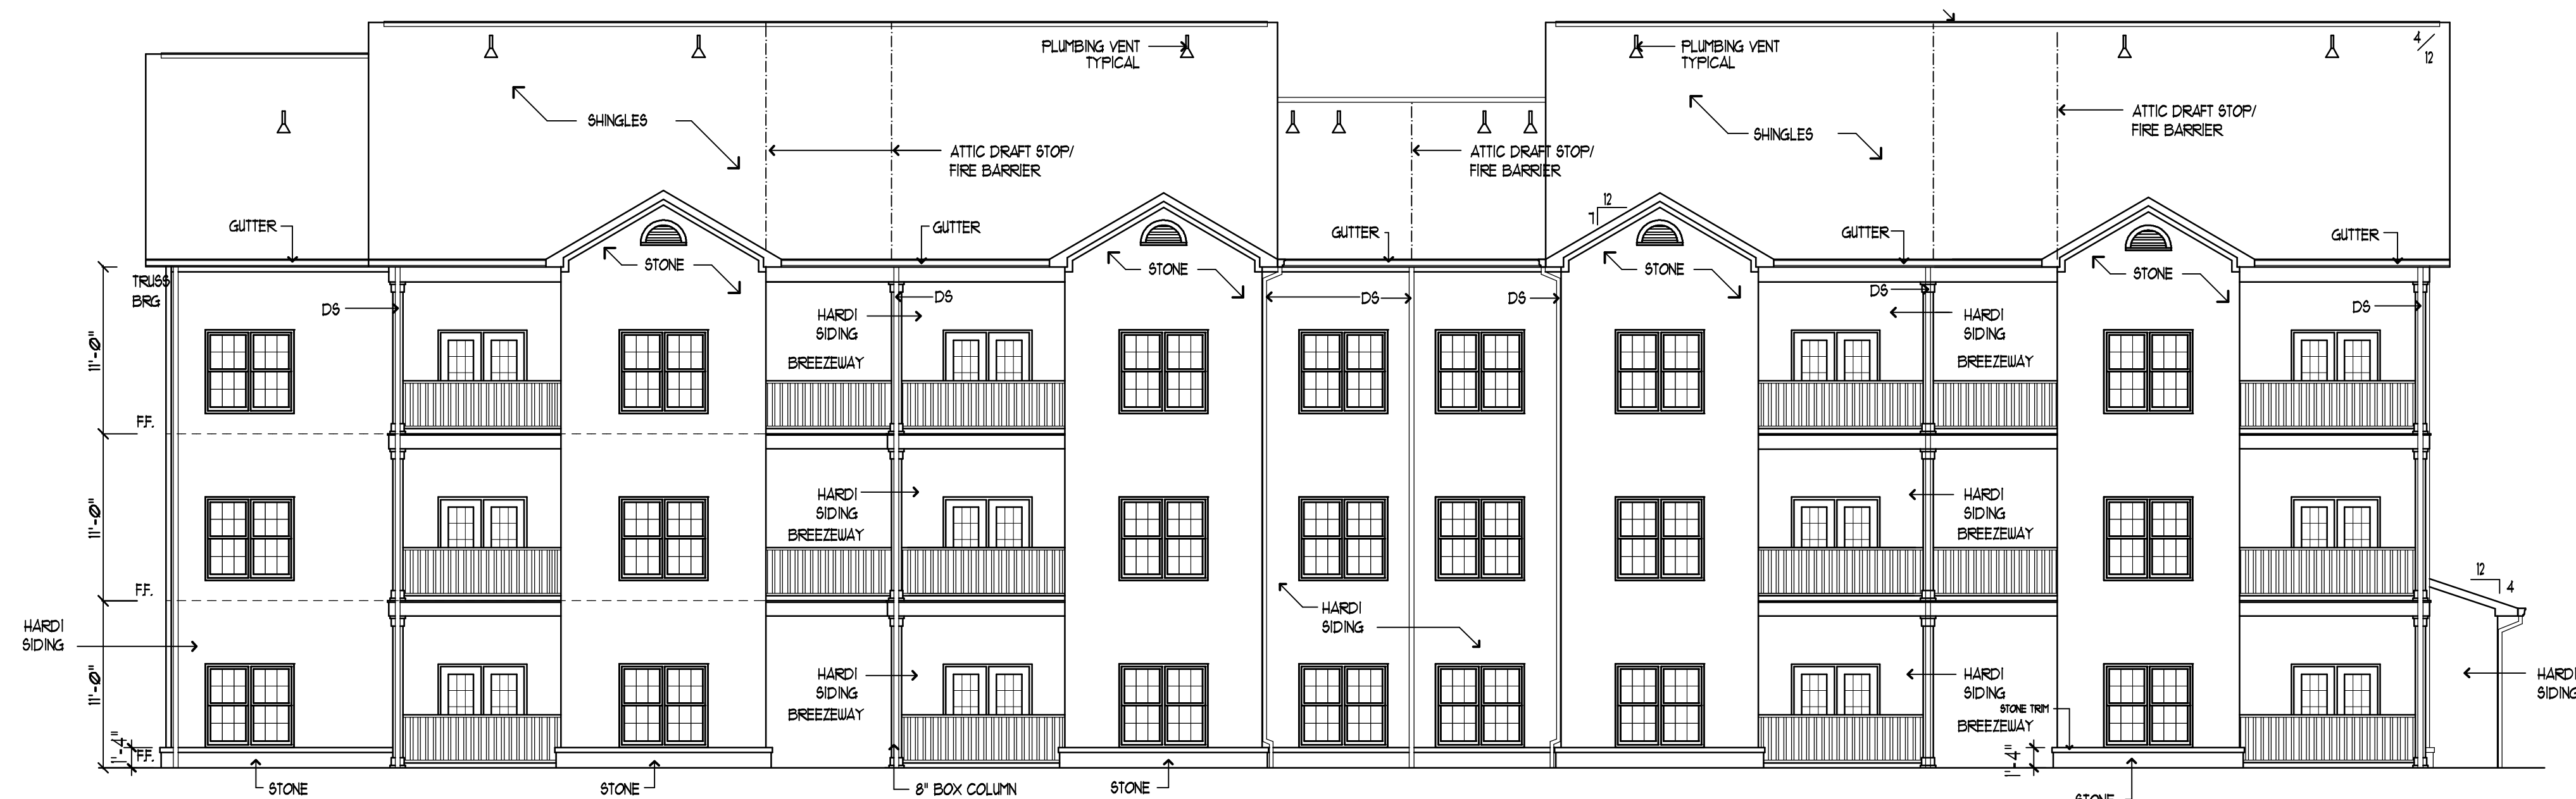 PLUMBING VENT
TYPICAL
PLUMBING VENT
TYPICAL
4
12
SHINGLES
SHINGLES
ATTIC DRAFT STOP/
FIRE BARRIER
ATTIC DRAFT STOP/
FIRE BARRIER
ATTIC DRAFT STOP/
FIRE BARRIER
12
7
GUTTER
GUTTER
GUTTER
GUTTER
GUTTER
STONE
STONE
STONE
STONE
TRUSS
BRG
DS
DS
DS
DS
DS
DS
HARDI
SIDING
BREEZEWAY
HARDI
SIDING
BREEZEWAY
11'-0"
F.F.
HARDI
SIDING
BREEZEWAY
HARDI
SIDING
BREEZEWAY
11'-0"
F.F.
12
4
HARDI
SIDING
HARDI
SIDING
HARDI
SIDING
BREEZEWAY
HARDI
SIDING
STONE TRIM
BREEZEWAY
HARDI
SIDING
11'-0"
1'-4"
F.F.
1'-4"
STONE
STONE
8" BOX COLUMN
STONE
STONE